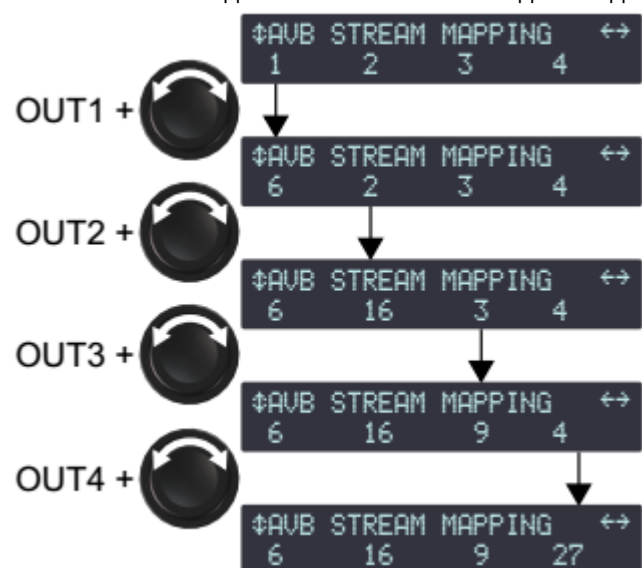 ↕AVB STREAM MAPPING ↔
1 2 3 4
OUT1 +
↕AVB STREAM MAPPING ↔
6 2 3 4
OUT2 +
↕AVB STREAM MAPPING ↔
6 16 3 4
OUT3 +
↕AVB STREAM MAPPING ↔
6 16 9 4
OUT4 +
↕AVB STREAM MAPPING ↔
6 16 9 27